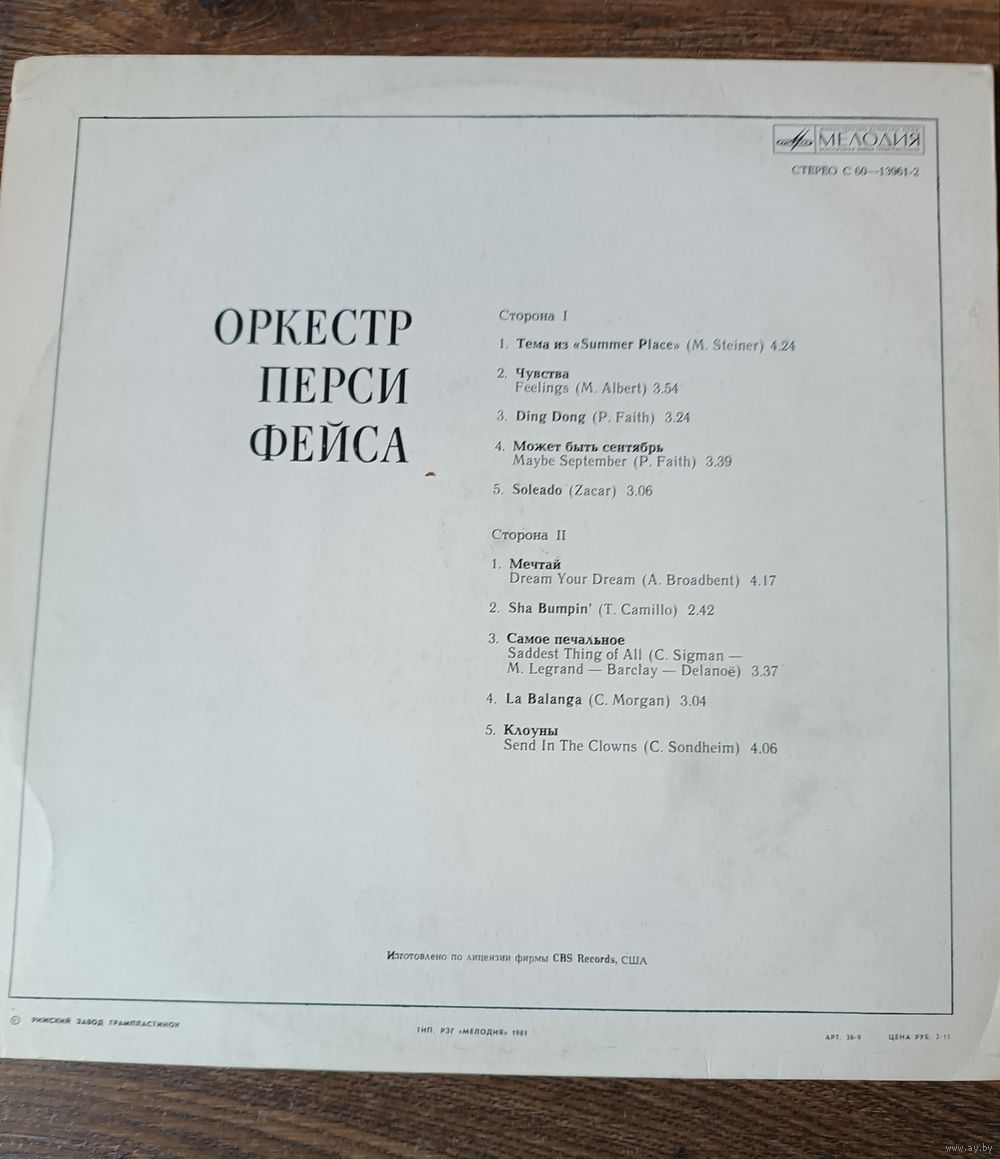 МЕЛОДИЯ
СТЕРЕО С 60—13961-2
ОРКЕСТР
ПЕРСИ
ФЕЙСА
Сторона I
1. Тема из «Summer Place» (M. Steiner) 4.24
2. Чувства
Feelings (M. Albert) 3.54
3. Ding Dong (P. Faith) 3.24
4. Может быть сентябрь
Maybe September (P. Faith) 3.39
5. Soleado (Zacar) 3.06
Сторона II
1. Мечтай
Dream Your Dream (A. Broadbent) 4.17
2. Sha Bumpin' (T. Camillo) 2.42
3. Самое печальное
Saddest Thing of All (C. Sigman —
M. Legrand — Barclay — Delanoë) 3.37
4. La Balanga (C. Morgan) 3.04
5. Клоуны
Send In The Clowns (C. Sondheim) 4.06
Изготовлено по лицензии фирмы CBS Records, США
© РИЖСКИЙ ЗАВОД ГРАМПЛАСТИНОК
ТИП. РЗГ «МЕЛОДИЯ» 1981
АРТ. 36-9 ЦЕНА РУБ. 2-15
www.ay.by